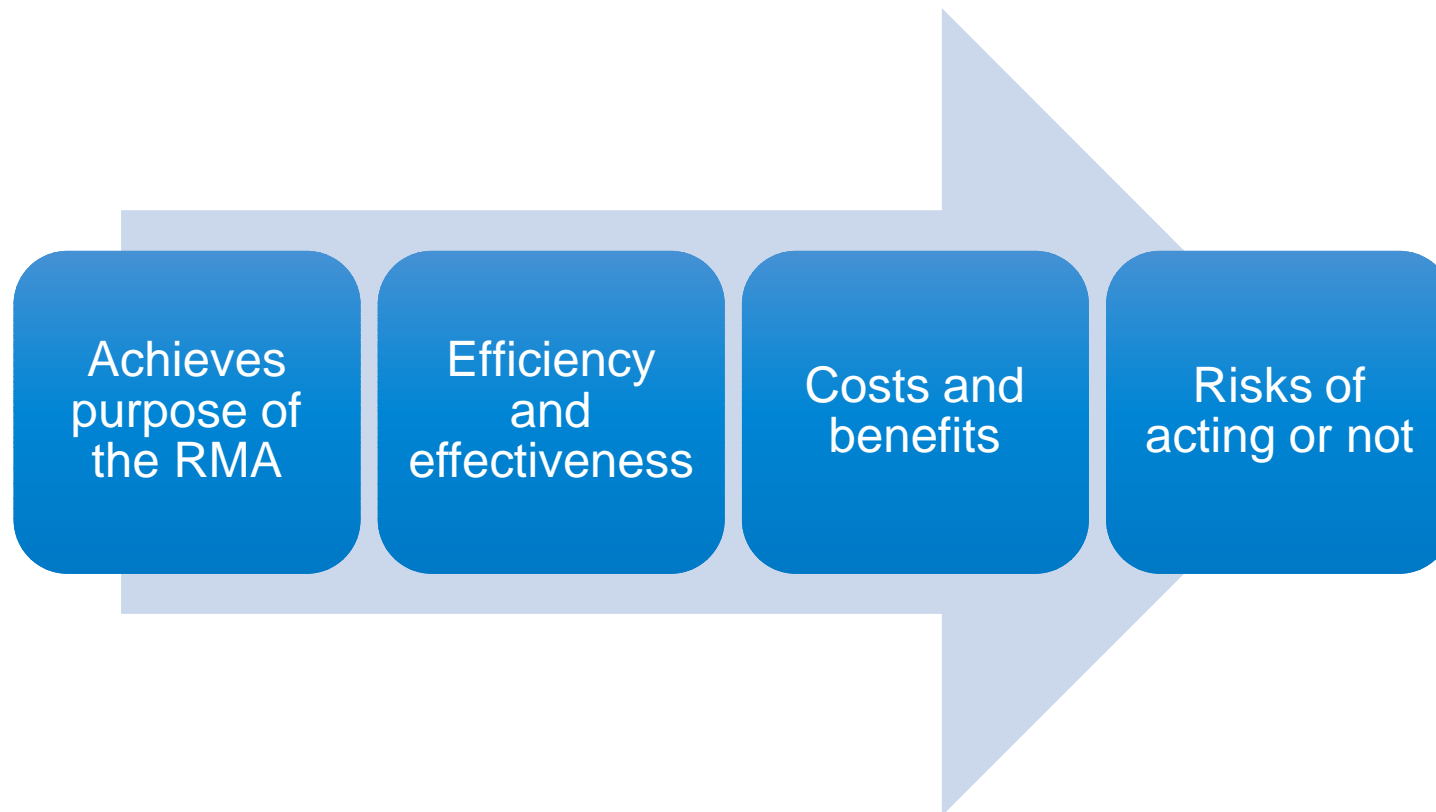 Achieves
purpose of
the RMA
Efficiency
and
effectiveness
Costs and
benefits
Risks of
acting or not